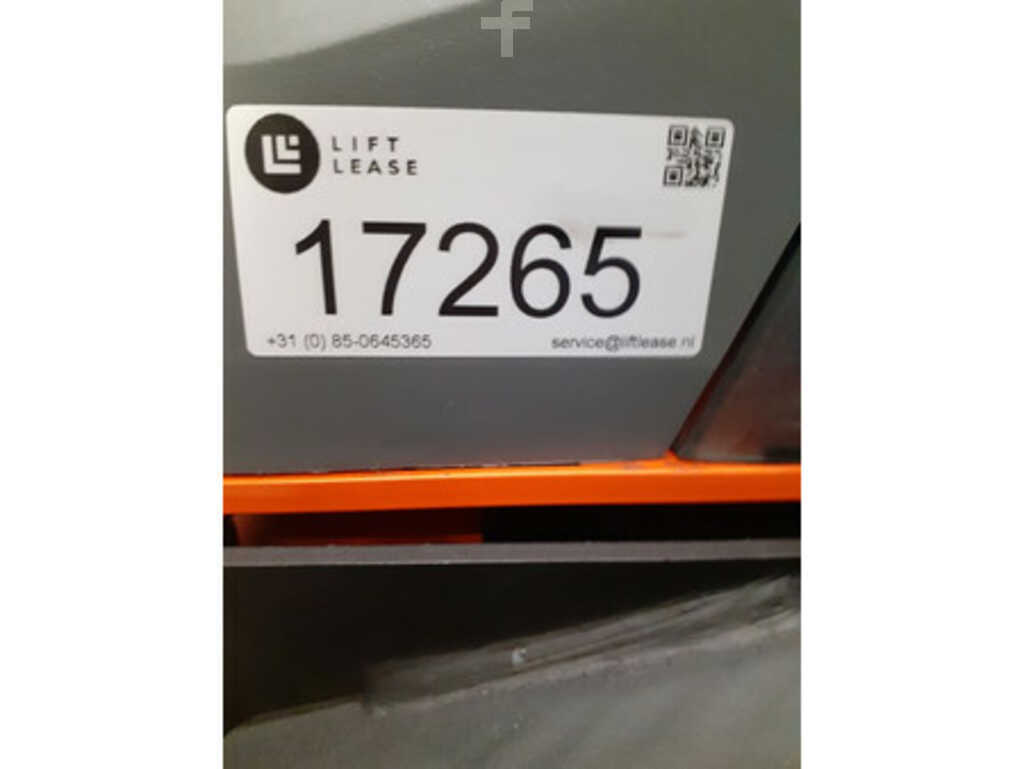 f
LIFT
LEASE
17265
+31 (0) 85-0645365
service@liftlease.nl